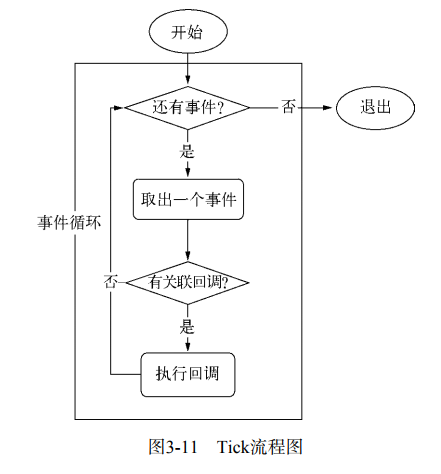 开始
还有事件?
否
退出
是
取出一个事件
事件循环
有关联回调?
否
是
执行回调
图3-11 Tick流程图